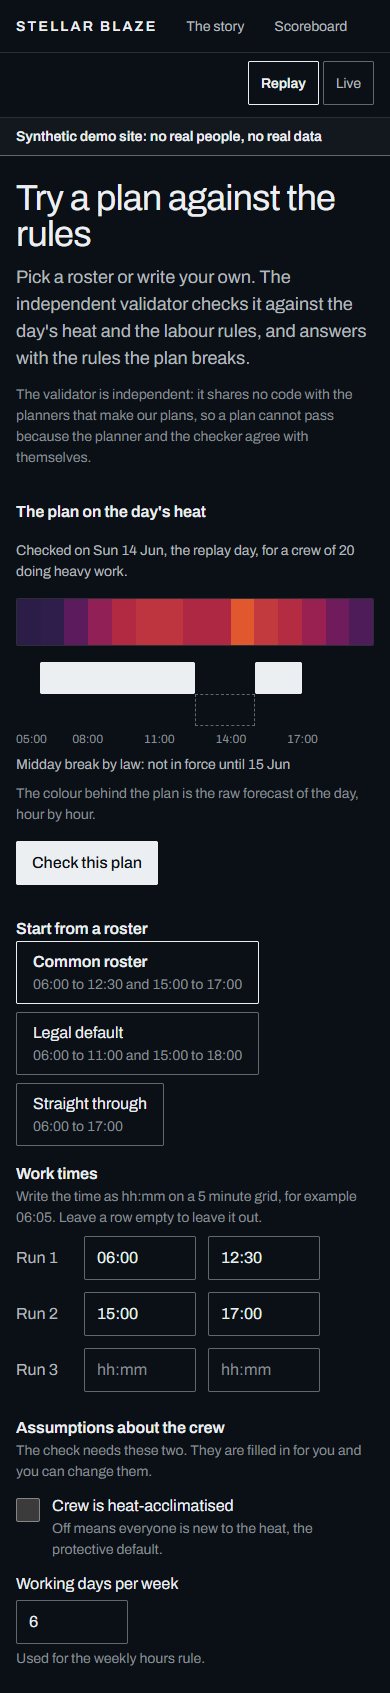 STELLAR BLAZE The story Scoreboard
Replay Live
Synthetic demo site: no real people, no real data
Try a plan against the
rules
Pick a roster or write your own. The
independent validator checks it against the
day's heat and the labour rules, and answers
with the rules the plan breaks.
The validator is independent: it shares no code with the
planners that make our plans, so a plan cannot pass
because the planner and the checker agree with
themselves.
The plan on the day's heat
Checked on Sun 14 Jun, the replay day, for a crew of 20
doing heavy work.
05:00 08:00 11:00 14:00 17:00
Midday break by law: not in force until 15 Jun
The colour behind the plan is the raw forecast of the day,
hour by hour.
Check this plan
Start from a roster
Common roster
06:00 to 12:30 and 15:00 to 17:00
Legal default
06:00 to 11:00 and 15:00 to 18:00
Straight through
06:00 to 17:00
Work times
Write the time as hh:mm on a 5 minute grid, for example
06:05. Leave a row empty to leave it out.
Run 1 06:00 12:30
Run 2 15:00 17:00
Run 3 hh:mm hh:mm
Assumptions about the crew
The check needs these two. They are filled in for you and
you can change them.
Crew is heat-acclimatised
Off means everyone is new to the heat, the
protective default.
Working days per week
6
Used for the weekly hours rule.